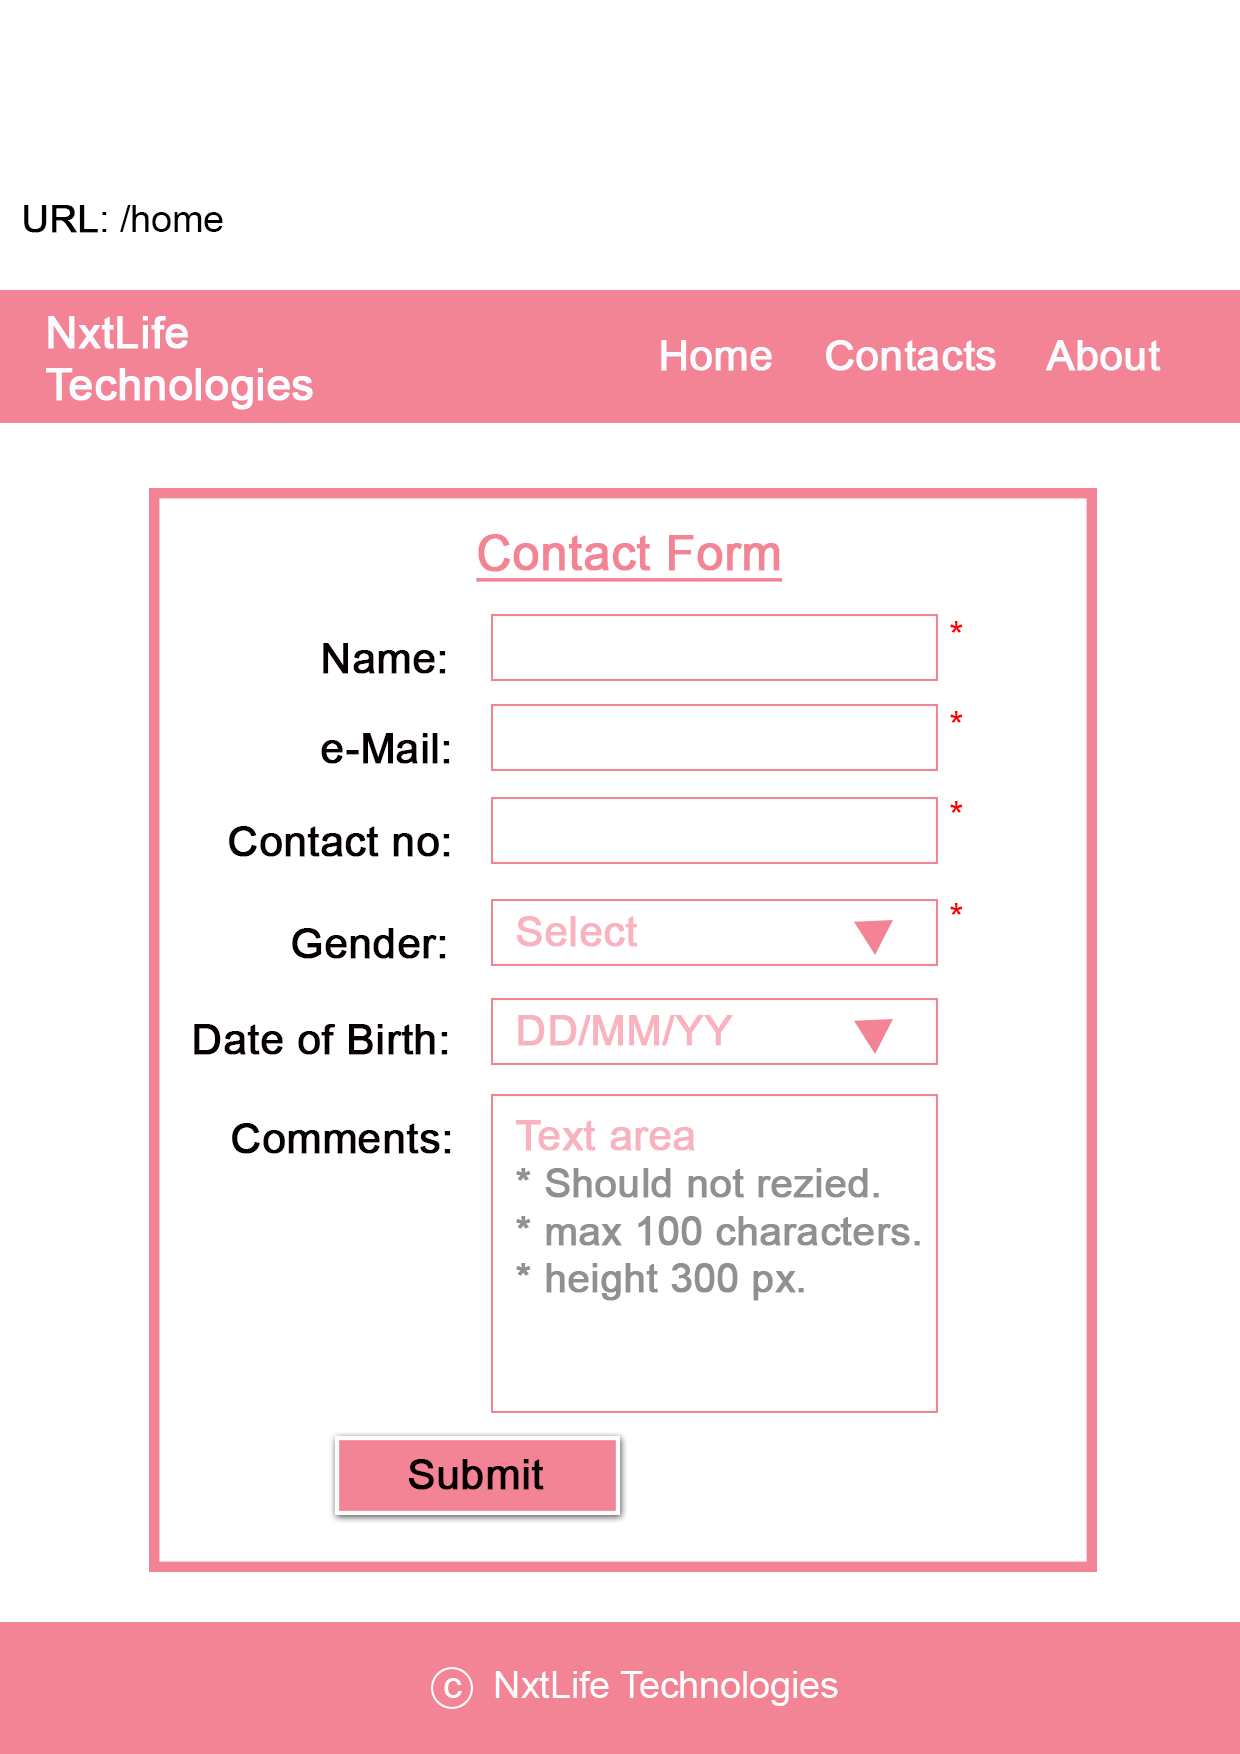 URL: /home
NxtLife
Technologies
Home Contacts About
Contact Form
Name: *
e-Mail: *
Contact no: *
Gender: Select *
Date of Birth: DD/MM/YY
Comments: Text area
* Should not rezied.
* max 100 characters.
* height 300 px.
Submit
© NxtLife Technologies